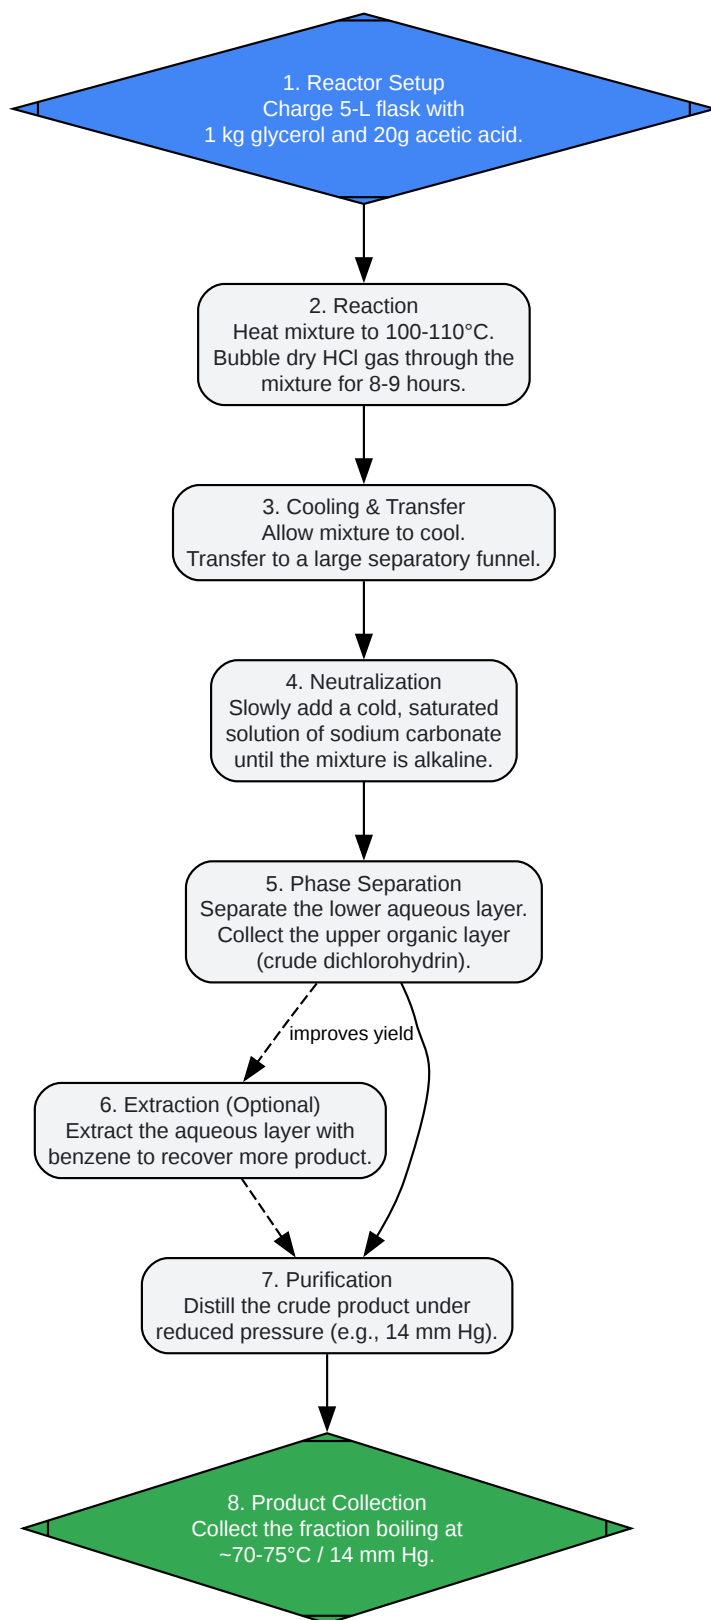 1. Reactor Setup
Charge 5-L flask with
1 kg glycerol and 20g acetic acid.
2. Reaction
Heat mixture to 100-110°C.
Bubble dry HCl gas through the
mixture for 8-9 hours.
3. Cooling & Transfer
Allow mixture to cool.
Transfer to a large separatory funnel.
4. Neutralization
Slowly add a cold, saturated
solution of sodium carbonate
until the mixture is alkaline.
5. Phase Separation
Separate the lower aqueous layer.
Collect the upper organic layer
(crude dichlorohydrin).
improves yield
6. Extraction (Optional)
Extract the aqueous layer with
benzene to recover more product.
7. Purification
Distill the crude product under
reduced pressure (e.g., 14 mm Hg).
8. Product Collection
Collect the fraction boiling at
~70-75°C / 14 mm Hg.